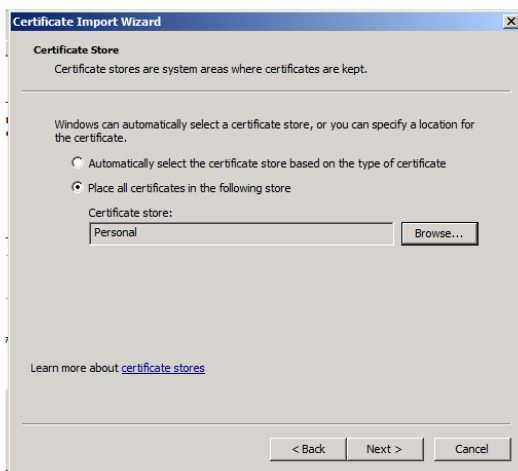 Certificate Import Wizard
Certificate Store
Certificate stores are system areas where certificates are kept.
Windows can automatically select a certificate store, or you can specify a location for
the certificate.
Automatically select the certificate store based on the type of certificate
Place all certificates in the following store
Certificate store:
Personal
Browse...
Learn more about certificate stores
< Back
Next >
Cancel